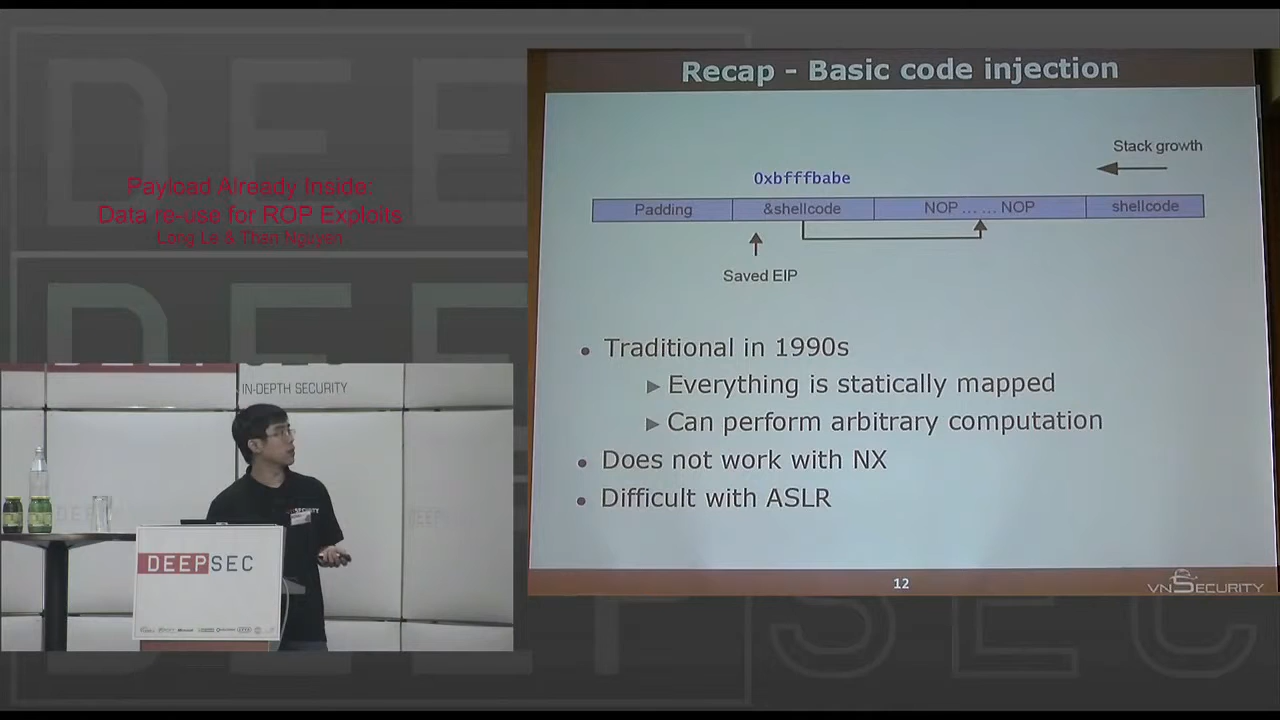 Payload Already Inside:
Data re-use for ROP Exploits
Long Le & Than Nguyen
IN-DEPTH SECURITY
DEEPSEC
Recap - Basic code injection
Stack growth
0xbfffbabe
Padding
&shellcode
NOP ... ... NOP
shellcode
Saved EIP
• Traditional in 1990s
▶ Everything is statically mapped
▶ Can perform arbitrary computation
• Does not work with NX
• Difficult with ASLR
12
VNSECURITY